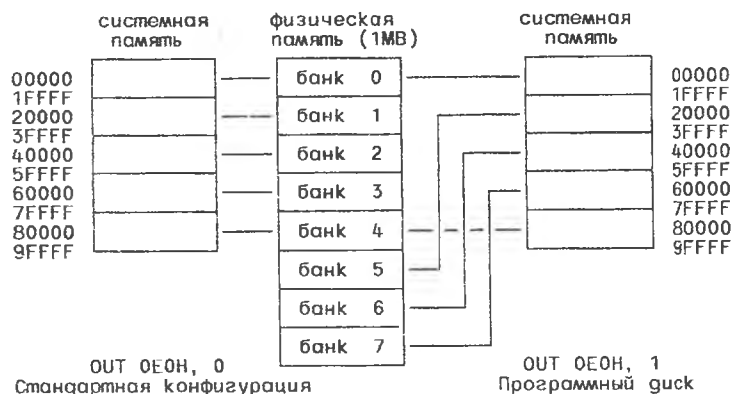 системная память
физическая память (1MB)
системная память
00000
1FFFF
20000
3FFFF
40000
5FFFF
60000
7FFFF
80000
9FFFF
банк 0
банк 1
банк 2
банк 3
банк 4
банк 5
банк 6
банк 7
00000
1FFFF
20000
3FFFF
40000
5FFFF
60000
7FFFF
80000
9FFFF
OUT 0E0H, 0
Стандартная конфигурация
OUT 0E0H, 1
Программный диск